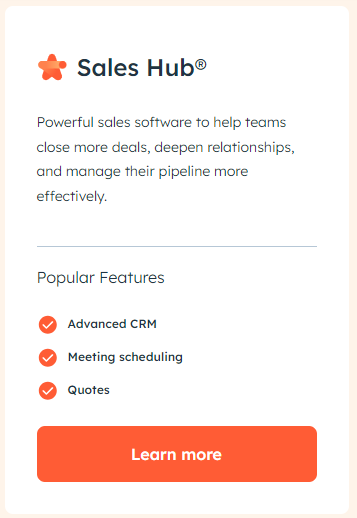 Sales Hub®
Powerful sales software to help teams
close more deals, deepen relationships,
and manage their pipeline more
effectively.
Popular Features
Advanced CRM
Meeting scheduling
Quotes
Learn more